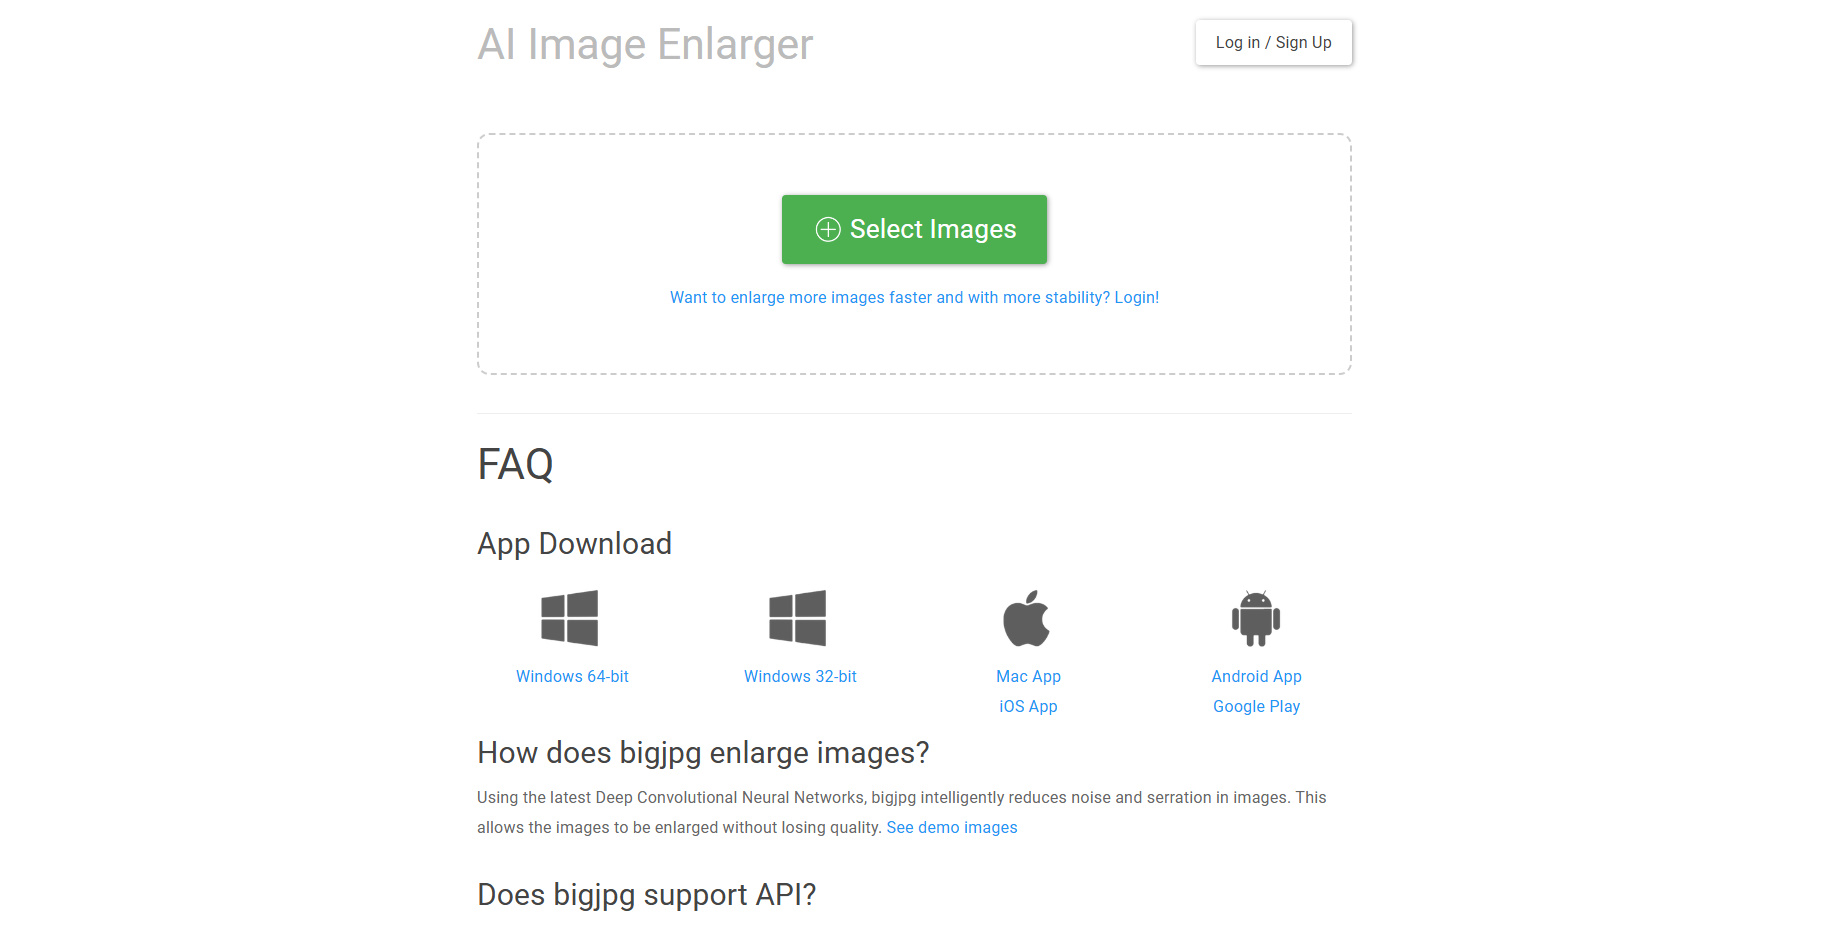 AI Image Enlarger
Log in / Sign Up
Select Images
Want to enlarge more images faster and with more stability? Login!
FAQ
App Download
Windows 64-bit
Windows 32-bit
Mac App
iOS App
Android App
Google Play
How does bigjpg enlarge images?
Using the latest Deep Convolutional Neural Networks, bigjpg intelligently reduces noise and serration in images. This
allows the images to be enlarged without losing quality. See demo images
Does bigjpg support API?